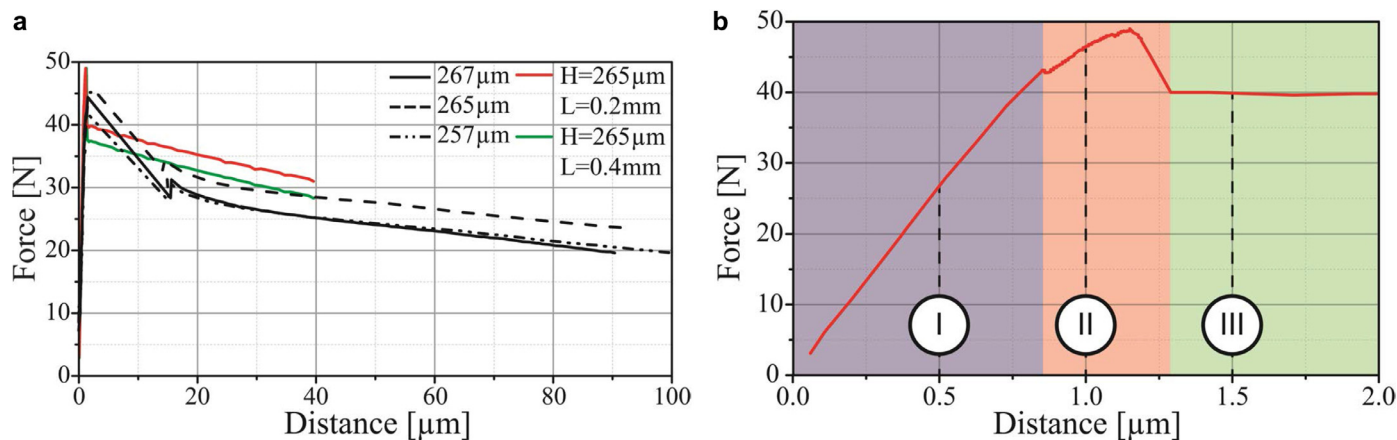 a
Force [N]
50
40
30
20
10
0
267µm
265µm
257µm
H=265µm
L=0.2mm
H=265µm
L=0.4mm
0 20 40 60 80 100
Distance [µm]
b
Force [N]
50
40
30
20
10
0
I II III
0.0 0.5 1.0 1.5 2.0
Distance [µm]